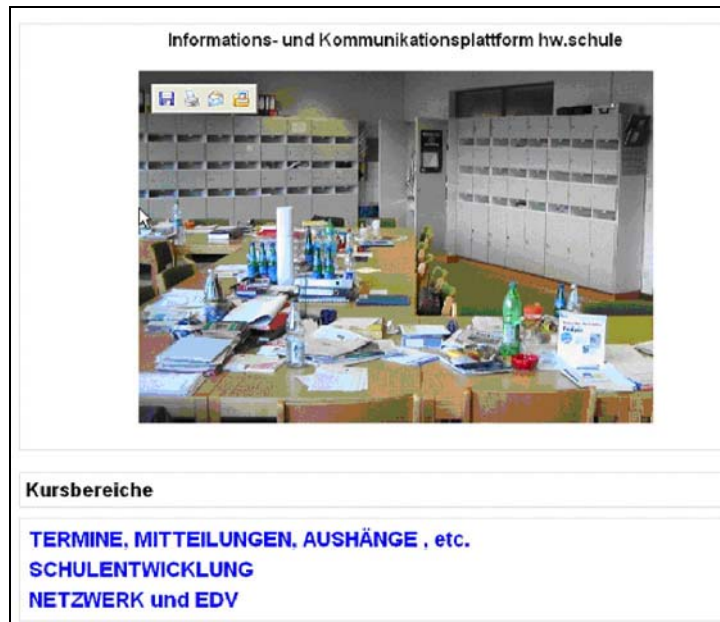 Informations- und Kommunikationsplattform hw.schule
Kursbereiche
TERMINE, MITTEILUNGEN, AUSHÄNGE , etc.
SCHULENTWICKLUNG
NETZWERK und EDV